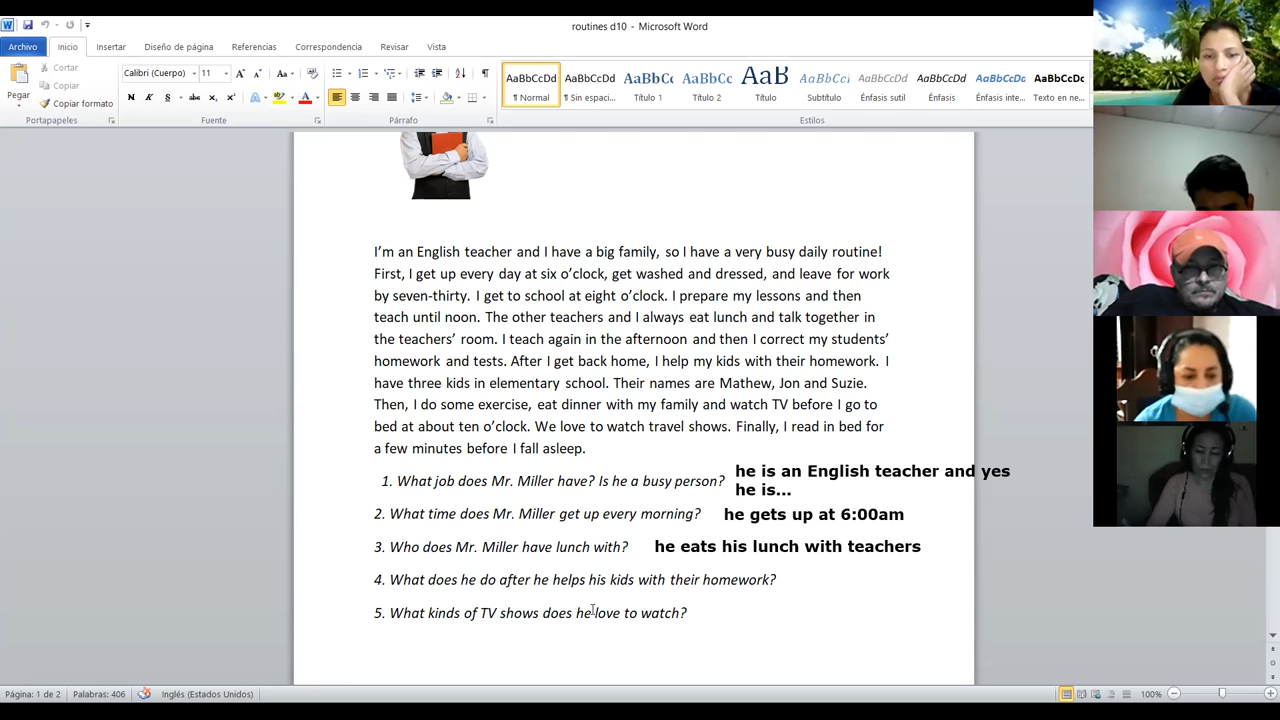 routines d10 - Microsoft Word
Archivo Inicio Insertar Diseño de página Referencias Correspondencia Revisar Vista
Pegar
Cortar
Copiar
Copiar formato
Portapapeles
Calibri (Cuerpo) 11
Fuente
Párrafo
AaBbCcDd AaBbCcDd AaBbCc AaBbCcDd AaB AaBbCcDd AaBbCcDd AaBbCcDd AaBbCcDd AaBbCcDc
¶ Normal ¶ Sin espaci... Título 1 Título 2 Título Subtítulo Énfasis sutil Énfasis Énfasis inte... Texto en ne...
Estilos
I’m an English teacher and I have a big family, so I have a very busy daily routine!
First, I get up every day at six o’clock, get washed and dressed, and leave for work
by seven-thirty. I get to school at eight o’clock. I prepare my lessons and then
teach until noon. The other teachers and I always eat lunch and talk together in
the teachers’ room. I teach again in the afternoon and then I correct my students’
homework and tests. After I get back home, I help my kids with their homework. I
have three kids in elementary school. Their names are Mathew, Jon and Suzie.
Then, I do some exercise, eat dinner with my family and watch TV before I go to
bed at about ten o’clock. We love to watch travel shows. Finally, I read in bed for
a few minutes before I fall asleep.
1. What job does Mr. Miller have? Is he a busy person?
he is an English teacher and yes
he is...
2. What time does Mr. Miller get up every morning?
he gets up at 6:00am
3. Who does Mr. Miller have lunch with?
he eats his lunch with teachers
4. What does he do after he helps his kids with their homework?
5. What kinds of TV shows does he love to watch?
Página: 1 de 2 Palabras: 406 Inglés (Estados Unidos) 100%